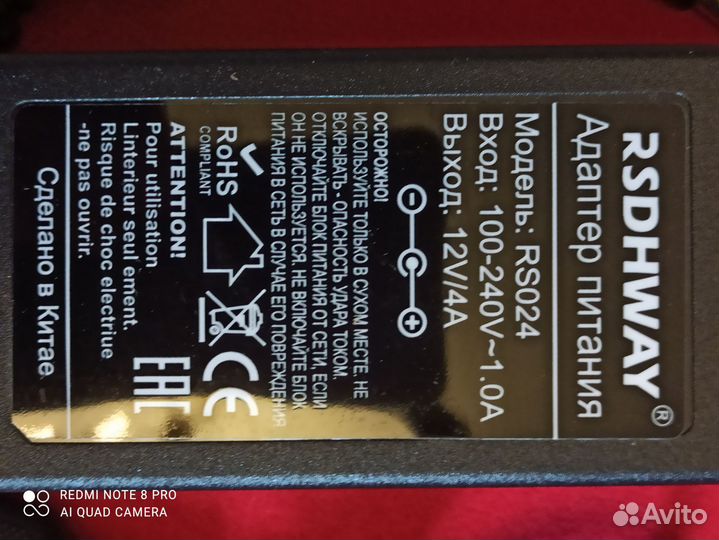 RSDHWAY®
Адаптер питания
Модель: RS024
Вход: 100-240V~1.0A
Выход: 12V/4A
ОСТОРОЖНО!
ИСПОЛЬЗУЙТЕ ТОЛЬКО В СУХОМ МЕСТЕ. НЕ
ВСКРЫВАТЬ - ОПАСНОСТЬ УДАРА ТОКОМ.
ОТКЛЮЧАЙТЕ БЛОК ПИТАНИЯ ОТ СЕТИ, ЕСЛИ
ОН НЕ ИСПОЛЬЗУЕТСЯ. НЕ ВКЛЮЧАЙТЕ БЛОК
ПИТАНИЯ В СЕТЬ В СЛУЧАЕ ЕГО ПОВРЕЖДЕНИЯ
RoHS
COMPLIANT
CE
ATTENTION!
Pour utilisation
Linterieur seul ement.
Risque de choc electriue
-ne pas ouvrir.
EAC
Сделано в Китае
REDMI NOTE 8 PRO
AI QUAD CAMERA
Avito